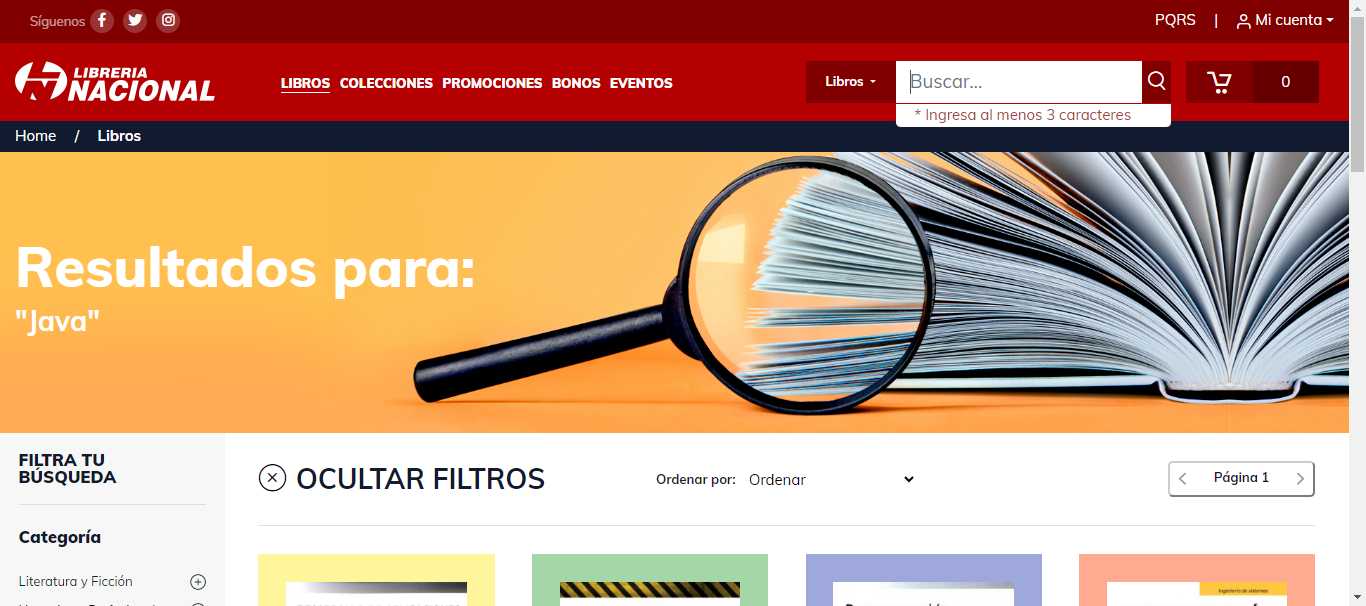 Síguenos
PQRS | Mi cuenta
LIBRERIA
NACIONAL
LIBROS COLECCIONES PROMOCIONES BONOS EVENTOS
Libros
Buscar...
0
* Ingresa al menos 3 caracteres
Home / Libros
Resultados para:
"Java"
FILTRA TU
BÚSQUEDA
OCULTAR FILTROS
Ordenar por: Ordenar
Página 1
Categoría
Literatura y Ficción
Ingeniería de sistemas